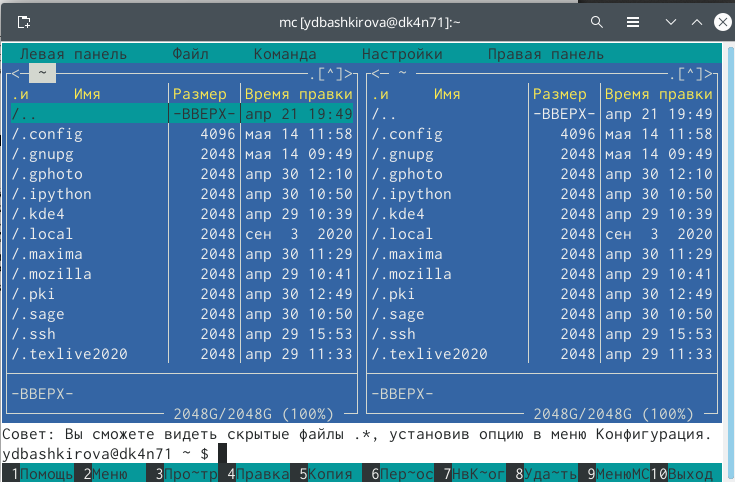 mc [ydbashkirova@dk4n71]:~
Левая панель Файл Команда Настройки Правая панель
<─ ~ .[^]> <─ ~ .[^]>
.и Имя Размер Время правки .и Имя Размер Время правки
/.. -ВВЕРХ- апр 21 19:49 /.. -ВВЕРХ- апр 21 19:49
/.config 4096 мая 14 11:58 /.config 4096 мая 14 11:58
/.gnupg 2048 мая 14 09:49 /.gnupg 2048 мая 14 09:49
/.gphoto 2048 апр 30 12:10 /.gphoto 2048 апр 30 12:10
/.ipython 2048 апр 30 10:50 /.ipython 2048 апр 30 10:50
/.kde4 2048 апр 29 10:39 /.kde4 2048 апр 29 10:39
/.local 2048 сен 3 2020 /.local 2048 сен 3 2020
/.maxima 2048 апр 30 11:29 /.maxima 2048 апр 30 11:29
/.mozilla 2048 апр 29 10:41 /.mozilla 2048 апр 29 10:41
/.pki 2048 апр 30 12:49 /.pki 2048 апр 30 12:49
/.sage 2048 апр 30 10:50 /.sage 2048 апр 30 10:50
/.ssh 2048 апр 29 15:53 /.ssh 2048 апр 29 15:53
/.texlive2020 2048 апр 29 11:33 /.texlive2020 2048 апр 29 11:33
-ВВЕРХ- -ВВЕРХ-
2048G/2048G (100%) 2048G/2048G (100%)
Совет: Вы сможете видеть скрытые файлы .*, установив опцию в меню Конфигурация.
ydbashkirova@dk4n71 ~ $
1Помощь 2Меню 3Про~тр 4Правка 5Копия 6Пер~ос 7НвК~ог 8Уда~ть 9МенюMC 10Выход